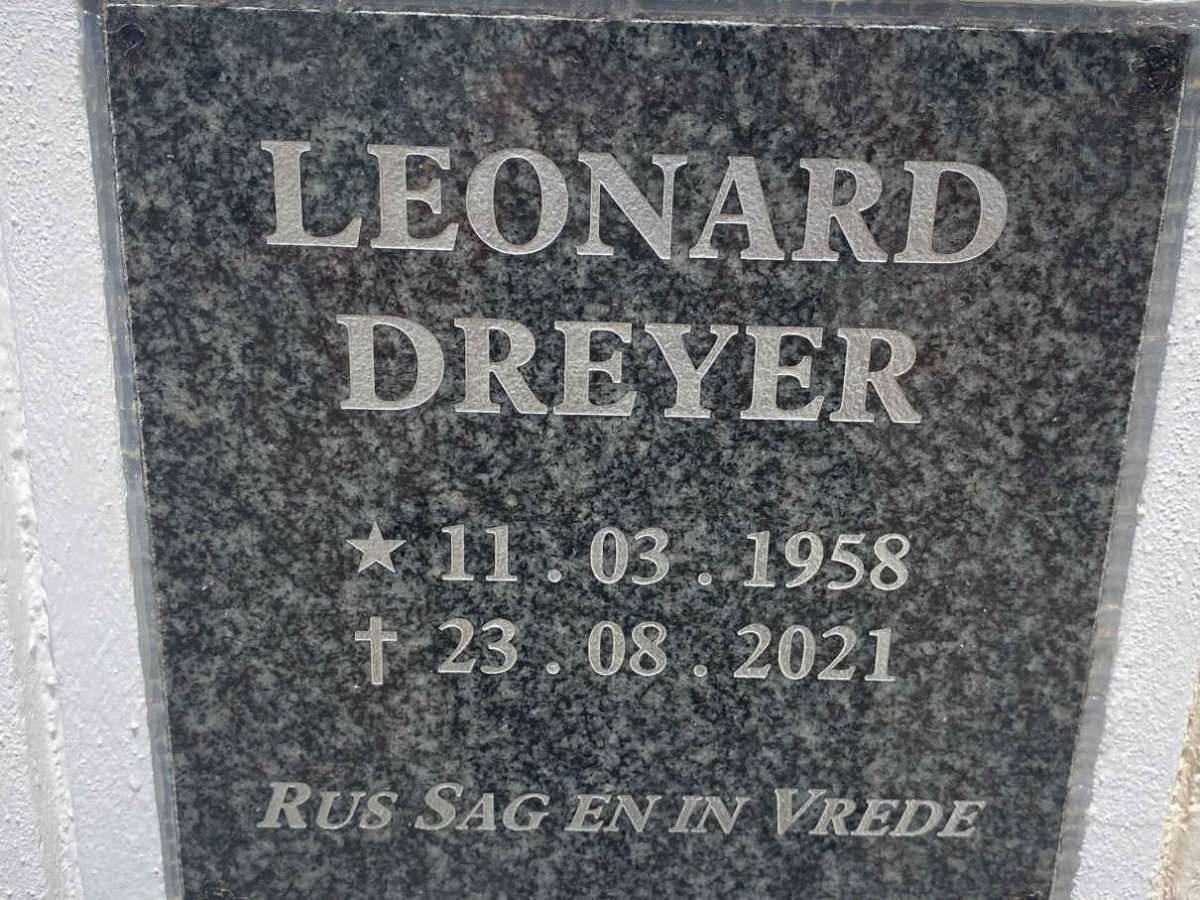 LEONARD
DREYER
★ 11 . 03 . 1958
✝ 23 . 08 . 2021
RUS SAG EN IN VREDE